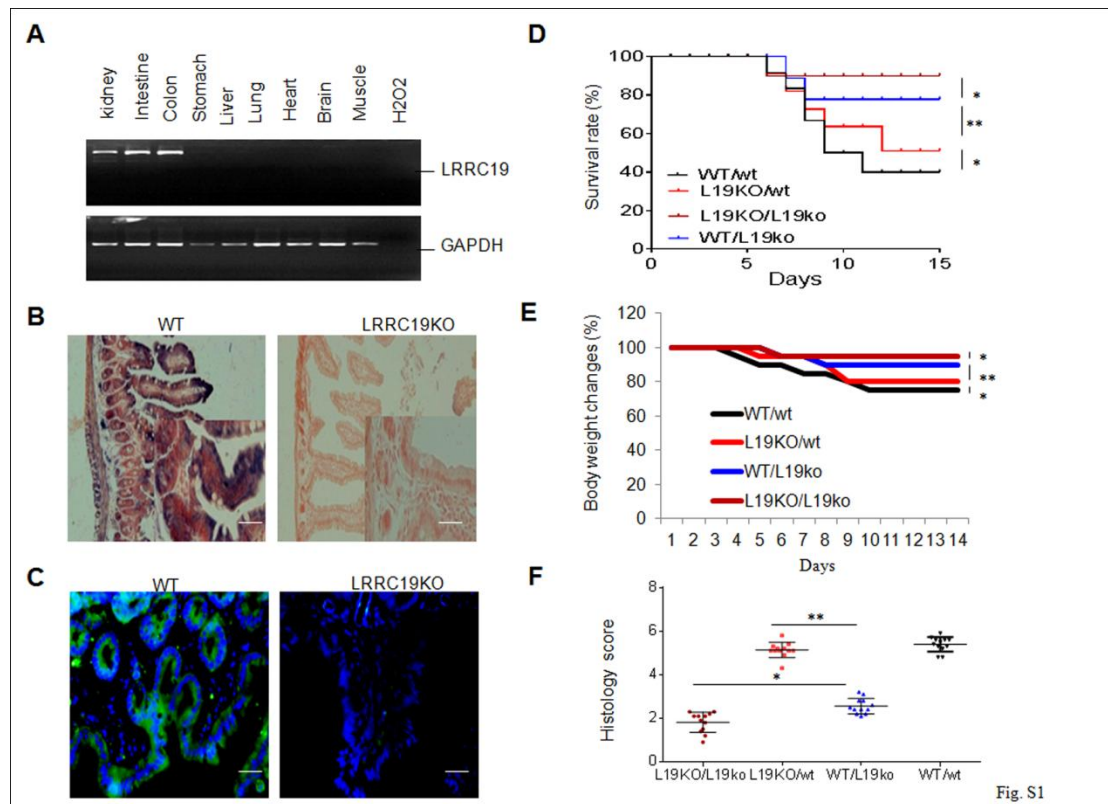 A
kidney
Intestine
Colon
Stomach
Liver
Lung
Heart
Brain
Muscle
H2O2
LRRC19
GAPDH
B
WT
LRRC19KO
C
WT
LRRC19KO
D
Survival rate (%)
100
80
60
40
20
0
0
5
10
15
Days
WT/wt
L19KO/wt
L19KO/L19ko
WT/L19ko
*
**
*
E
Body weight changes (%)
120
100
80
60
40
20
0
1 2 3 4 5 6 7 8 9 10 11 12 13 14
Days
WT/wt
L19KO/wt
WT/L19ko
L19KO/L19ko
*
**
*
F
Histology score
8
6
4
2
0
**
*
L19KO/L19ko L19KO/wt WT/L19ko WT/wt
Fig. S1